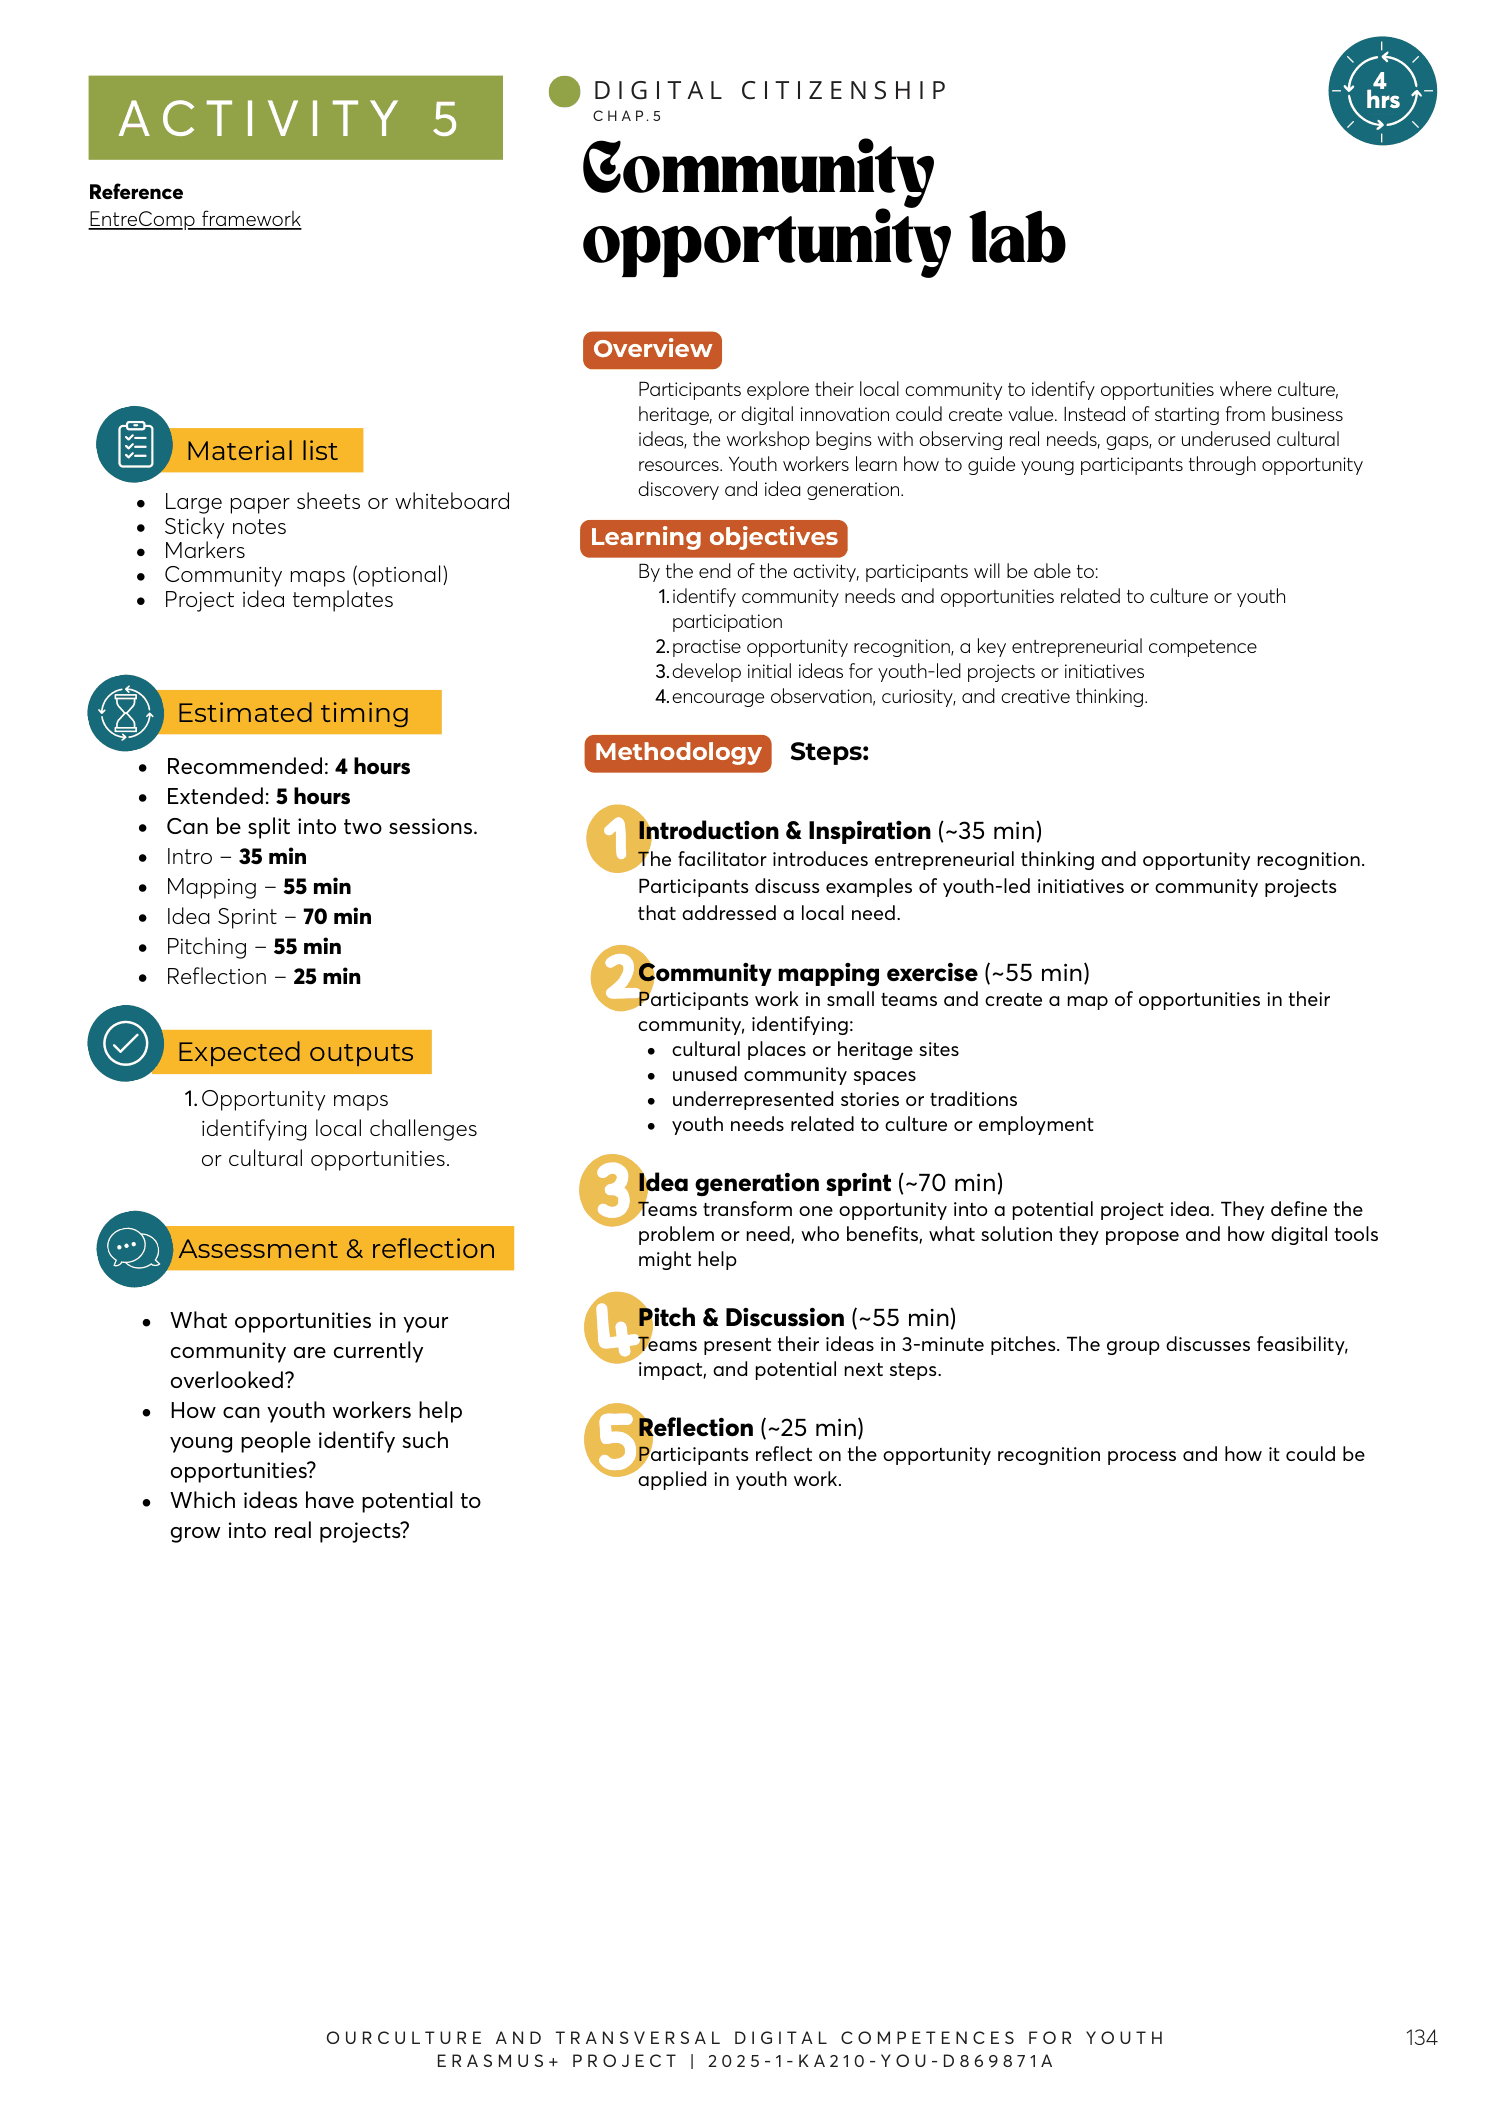 ACTIVITY 5
Reference
EntreComp framework
Material list
• Large paper sheets or whiteboard
• Sticky notes
• Markers
• Community maps (optional)
• Project idea templates
Estimated timing
• Recommended: 4 hours
• Extended: 5 hours
• Can be split into two sessions.
• Intro – 35 min
• Mapping – 55 min
• Idea Sprint – 70 min
• Pitching – 55 min
• Reflection – 25 min
Expected outputs
1. Opportunity maps
identifying local challenges
or cultural opportunities.
Assessment & reflection
• What opportunities in your
community are currently
overlooked?
• How can youth workers help
young people identify such
opportunities?
• Which ideas have potential to
grow into real projects?
DIGITAL CITIZENSHIP
CHAP.5
4
hrs
Community
opportunity lab
Overview
Participants explore their local community to identify opportunities where culture,
heritage, or digital innovation could create value. Instead of starting from business
ideas, the workshop begins with observing real needs, gaps, or underused cultural
resources. Youth workers learn how to guide young participants through opportunity
discovery and idea generation.
Learning objectives
By the end of the activity, participants will be able to:
1. identify community needs and opportunities related to culture or youth
participation
2. practise opportunity recognition, a key entrepreneurial competence
3. develop initial ideas for youth-led projects or initiatives
4. encourage observation, curiosity, and creative thinking.
Methodology Steps:
1 Introduction & Inspiration (~35 min)
The facilitator introduces entrepreneurial thinking and opportunity recognition.
Participants discuss examples of youth-led initiatives or community projects
that addressed a local need.
2 Community mapping exercise (~55 min)
Participants work in small teams and create a map of opportunities in their
community, identifying:
• cultural places or heritage sites
• unused community spaces
• underrepresented stories or traditions
• youth needs related to culture or employment
3 Idea generation sprint (~70 min)
Teams transform one opportunity into a potential project idea. They define the
problem or need, who benefits, what solution they propose and how digital tools
might help
4 Pitch & Discussion (~55 min)
Teams present their ideas in 3-minute pitches. The group discusses feasibility,
impact, and potential next steps.
5 Reflection (~25 min)
Participants reflect on the opportunity recognition process and how it could be
applied in youth work.
OURCULTURE AND TRANSVERSAL DIGITAL COMPETENCES FOR YOUTH
ERASMUS+ PROJECT | 2025-1-KA210-YOU-D869871A
134